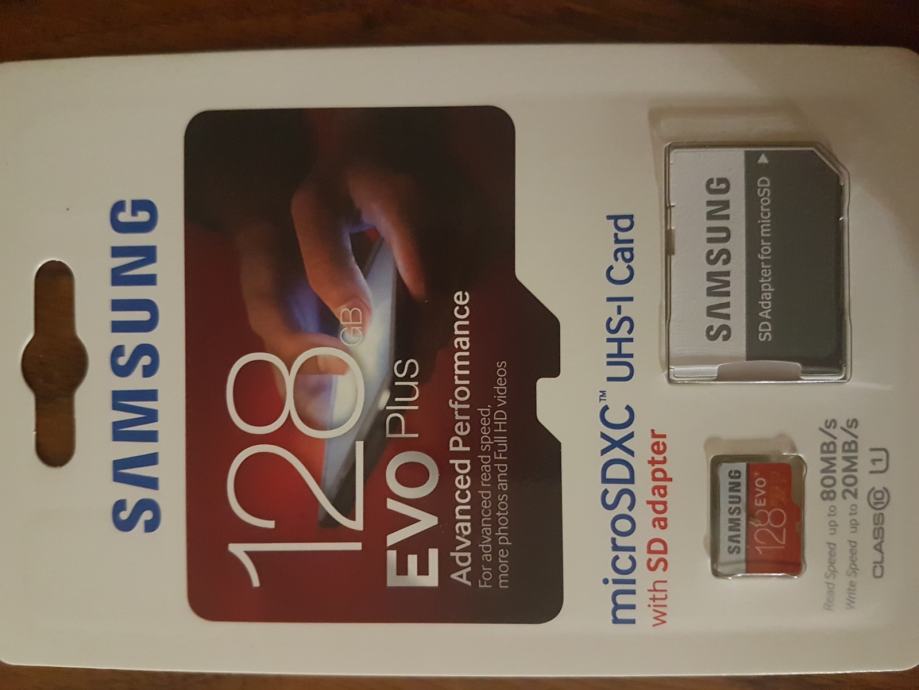 SAMSUNG
128GB
EVO Plus
Advanced Performance
For advanced read speed,
more photos and Full HD videos
microSDXC™ UHS-I Card
with SD adapter
SAMSUNG
SD Adapter for microSD
SAMSUNG
128 EVO+
Read Speed up to 80MB/s
Write Speed up to 20MB/s
CLASS 10 U1